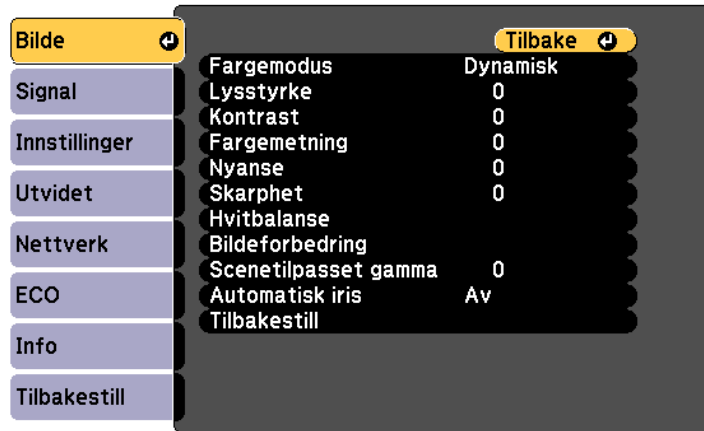 Bilde
Signal
Innstillinger
Utvidet
Nettverk
ECO
Info
Tilbakestill
Tilbake
Fargemodus Dynamisk
Lysstyrke 0
Kontrast 0
Fargemetning 0
Nyanse 0
Skarphet 0
Hvitbalanse
Bildeforbedring
Scenetilpasset gamma 0
Automatisk iris Av
Tilbakestill